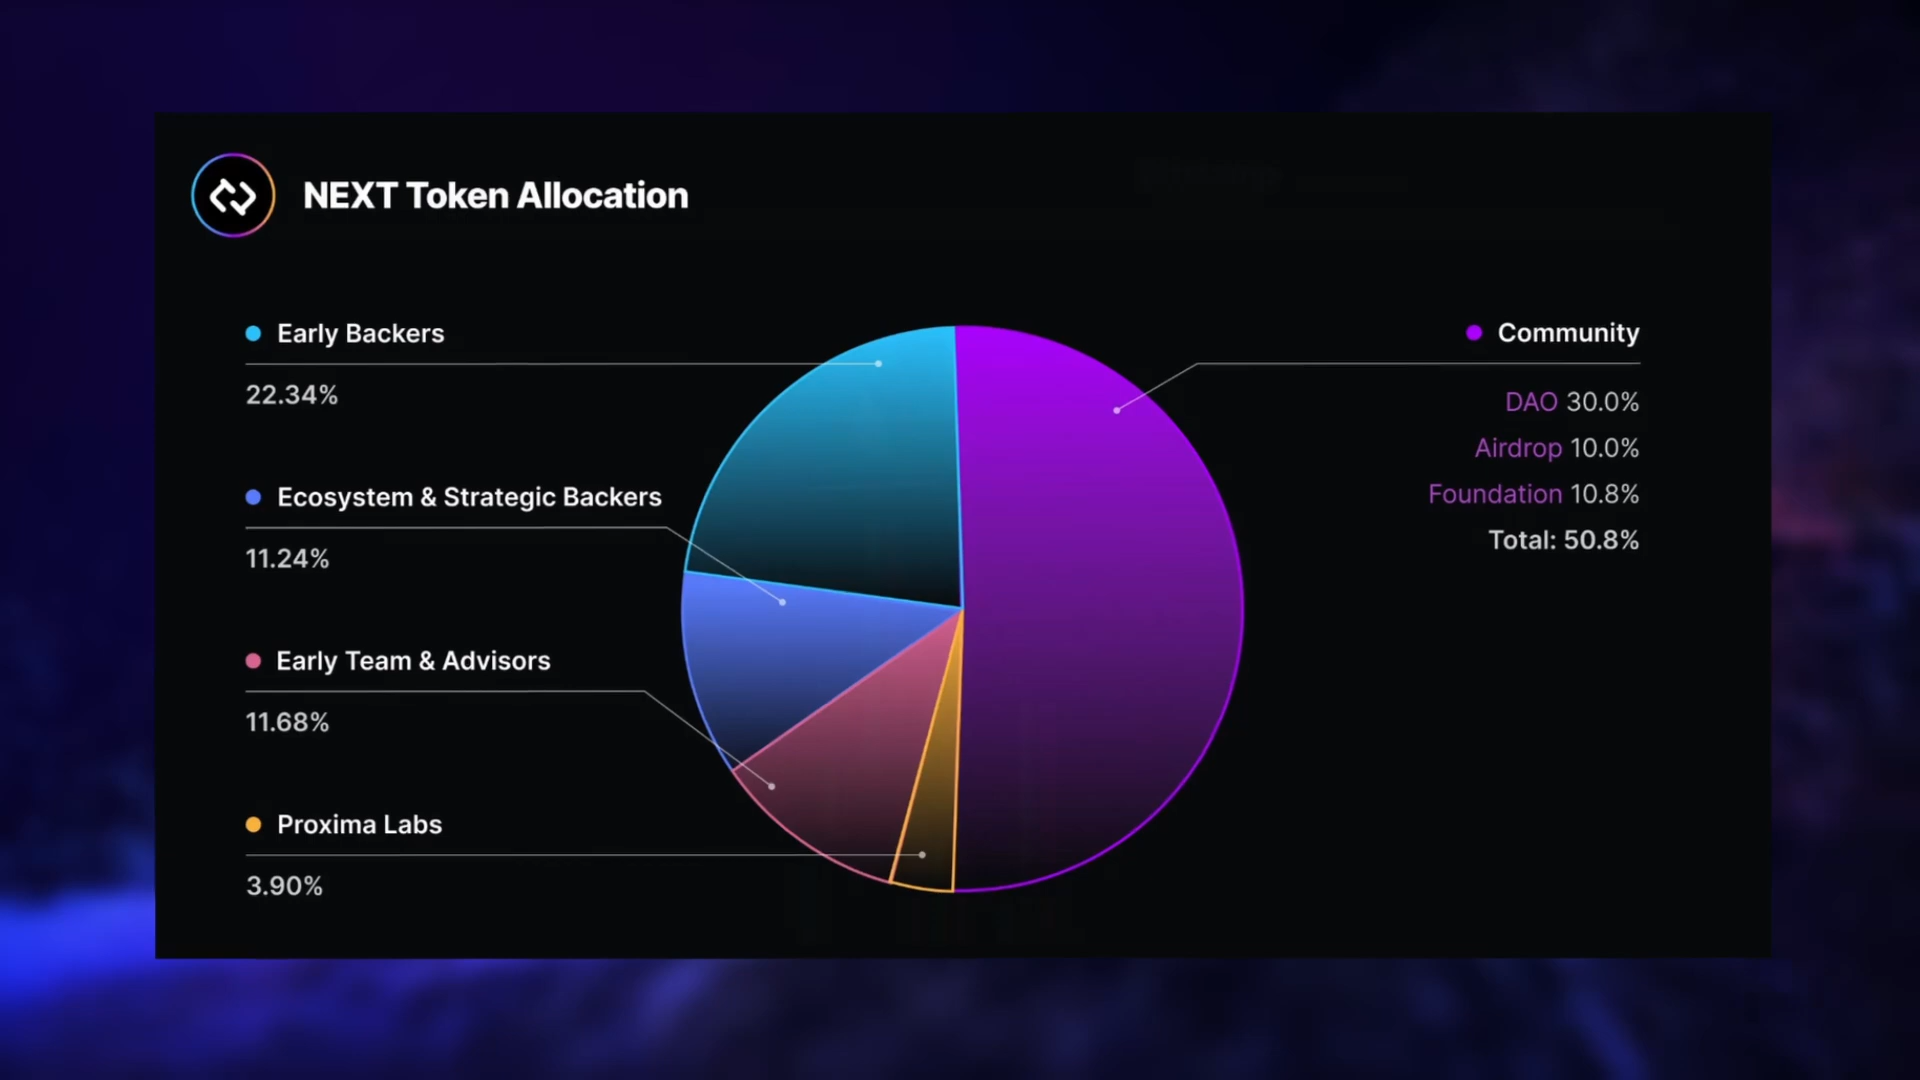 NEXT Token Allocation
Early Backers
22.34%
Ecosystem & Strategic Backers
11.24%
Early Team & Advisors
11.68%
Proxima Labs
3.90%
Community
DAO 30.0%
Airdrop 10.0%
Foundation 10.8%
Total: 50.8%